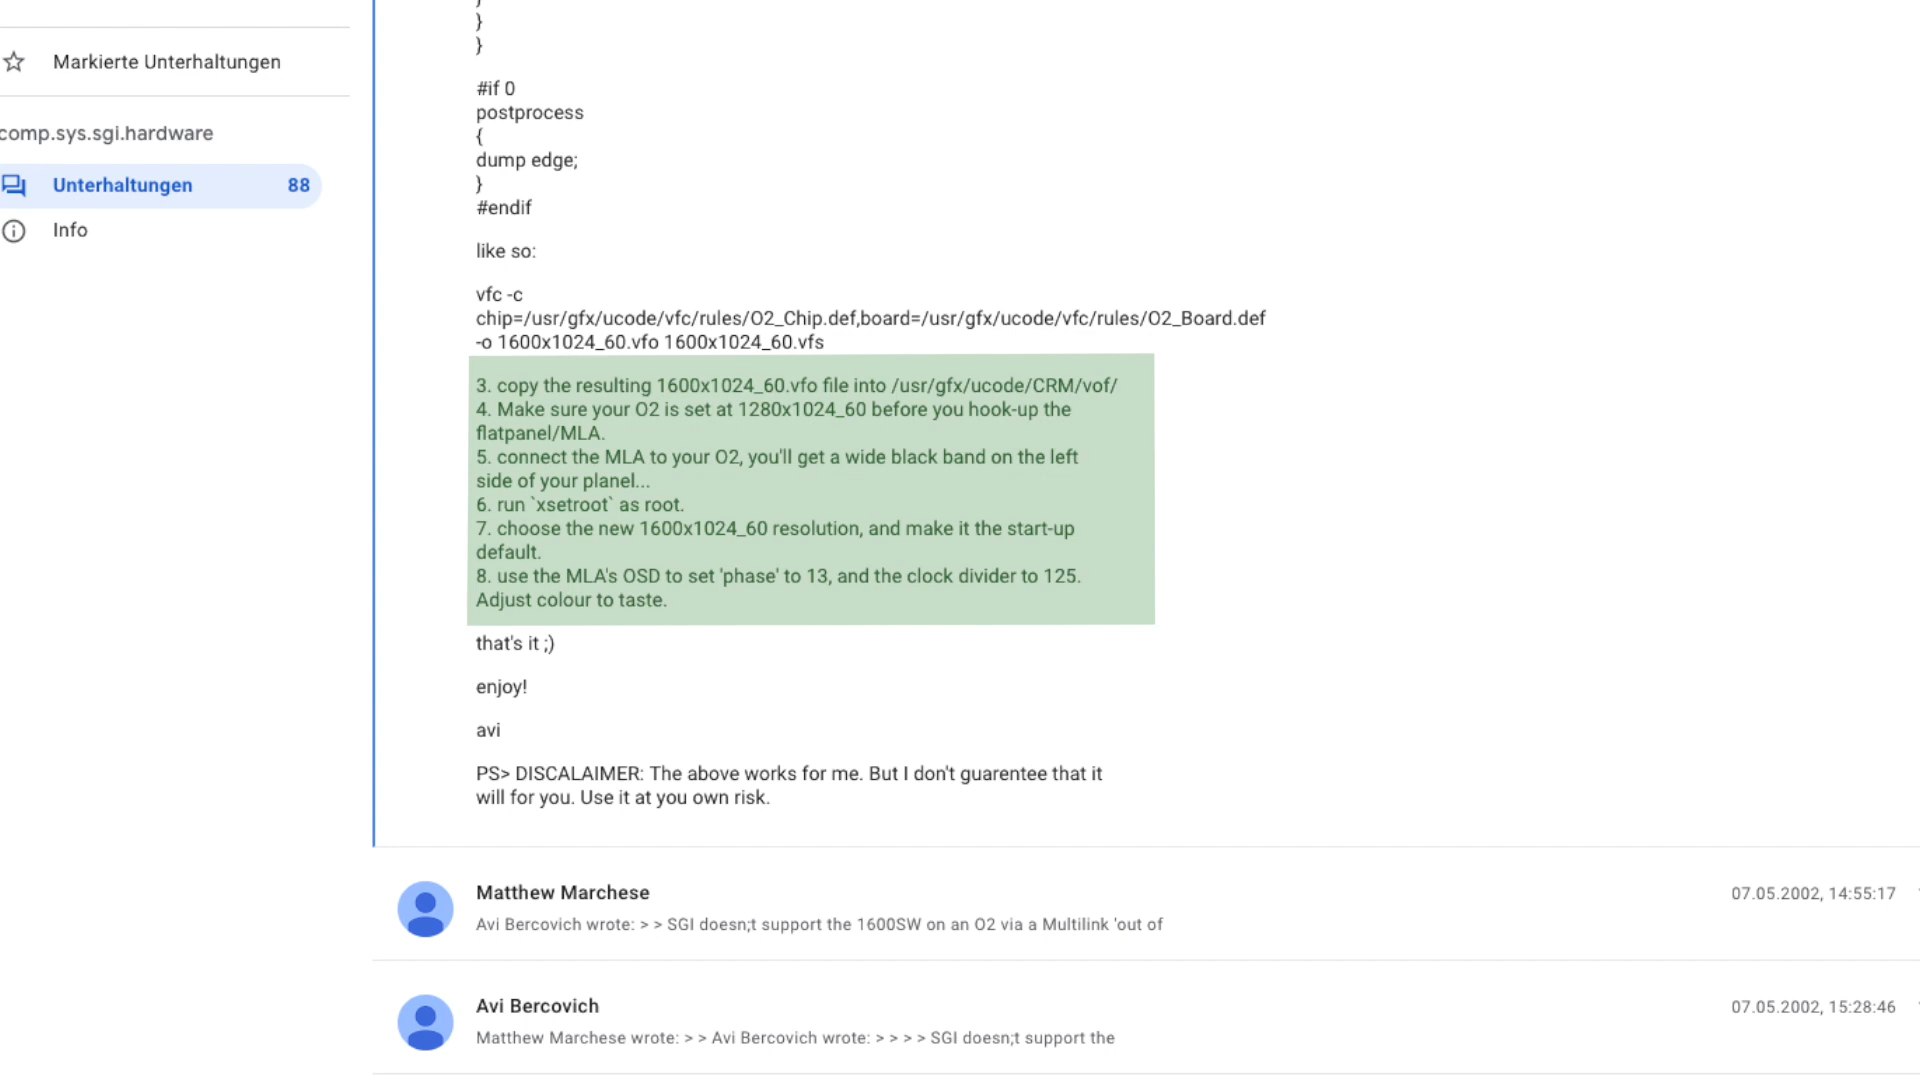 Markierte Unterhaltungen
comp.sys.sgi.hardware
Unterhaltungen 88
Info
}
}
}
#if 0
postprocess
{
dump edge;
}
#endif
like so:
vfc -c
chip=/usr/gfx/ucode/vfc/rules/O2_Chip.def,board=/usr/gfx/ucode/vfc/rules/O2_Board.def
-o 1600x1024_60.vfo 1600x1024_60.vfs
3. copy the resulting 1600x1024_60.vfo file into /usr/gfx/ucode/CRM/vof/
4. Make sure your O2 is set at 1280x1024_60 before you hook-up the
flatpanel/MLA.
5. connect the MLA to your O2, you'll get a wide black band on the left
side of your planel...
6. run `xsetroot` as root.
7. choose the new 1600x1024_60 resolution, and make it the start-up
default.
8. use the MLA's OSD to set 'phase' to 13, and the clock divider to 125.
Adjust colour to taste.
that's it ;)
enjoy!
avi
PS> DISCALAIMER: The above works for me. But I don't guarentee that it
will for you. Use it at you own risk.
Matthew Marchese 07.05.2002, 14:55:17
Avi Bercovich wrote: > > SGI doesn;t support the 1600SW on an O2 via a Multilink 'out of
Avi Bercovich 07.05.2002, 15:28:46
Matthew Marchese wrote: > > Avi Bercovich wrote: > > > > SGI doesn;t support the